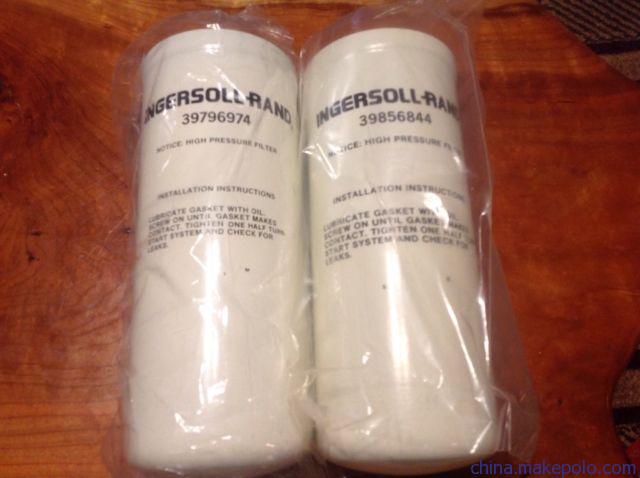 INGERSOLL-RAND
39796974
NOTICE: HIGH PRESSURE FILTER
INSTALLATION INSTRUCTIONS
LUBRICATE GASKET WITH OIL.
SCREW ON UNTIL GASKET MAKES
CONTACT. TIGHTEN ONE HALF TURN.
START SYSTEM AND CHECK FOR
LEAKS.
M
INGERSOLL-RAND
39856844
NOTICE: HIGH PRESSURE FIL
INSTALLATION INSTRUCTIONS
LUBRICATE GASKET WITH OIL.
SCREW ON UNTIL GASKET MAKES
CONTACT. TIGHTEN ONE HALF TURN.
START SYSTEM AND CHECK FOR
LEAKS.
china.makepolo.com